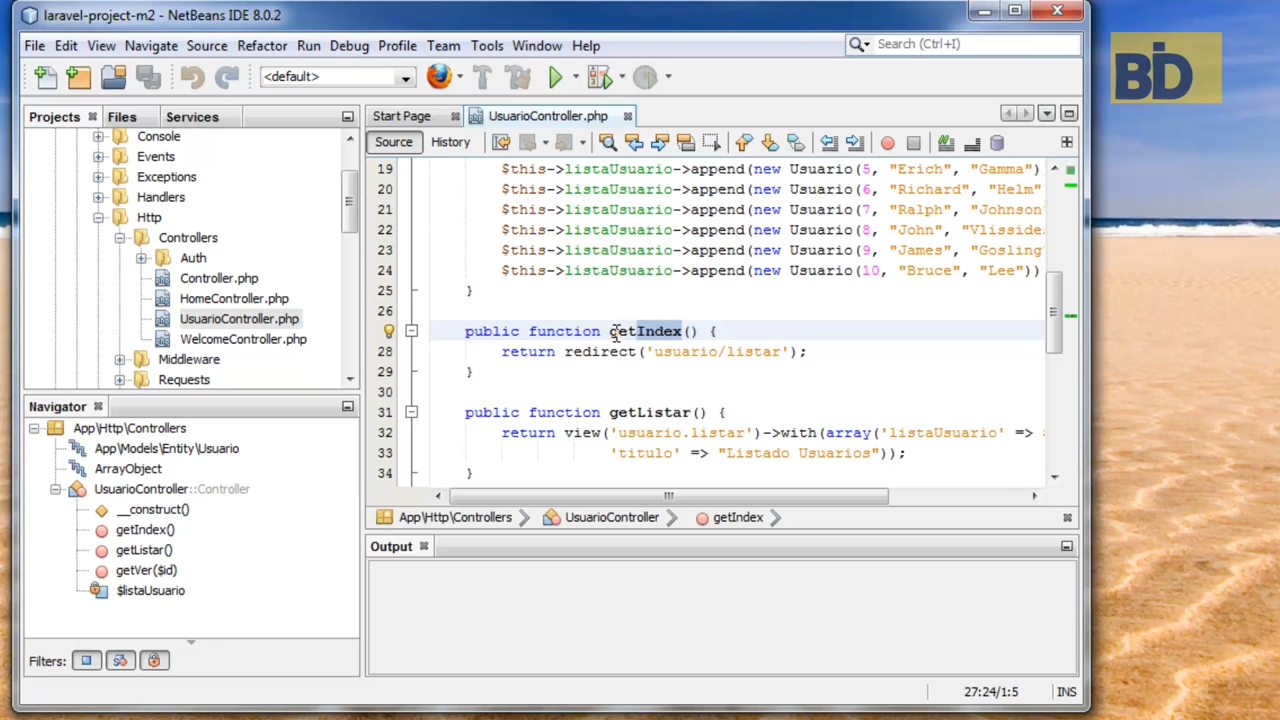 laravel-project-m2 - NetBeans IDE 8.0.2
File Edit View Navigate Source Refactor Run Debug Profile Team Tools Window Help
Search (Ctrl+I)
BID
<default>
Projects Files Services
Start Page UsuarioController.php
Source History
Console
Events
Exceptions
Handlers
Http
Controllers
Auth
Controller.php
HomeController.php
UsuarioController.php
WelcomeController.php
Middleware
Requests
19 $this->listaUsuario->append(new Usuario(5, "Erich", "Gamma")
20 $this->listaUsuario->append(new Usuario(6, "Richard", "Helm"
21 $this->listaUsuario->append(new Usuario(7, "Ralph", "Johnson
22 $this->listaUsuario->append(new Usuario(8, "John", "Vlisside
23 $this->listaUsuario->append(new Usuario(9, "James", "Gosling
24 $this->listaUsuario->append(new Usuario(10, "Bruce", "Lee"))
25 }
26
27 public function getIndex() {
28 return redirect('usuario/listar');
29 }
30
31 public function getListar() {
32 return view('usuario.listar')->with(array('listaUsuario' =>
33 'titulo' => "Listado Usuarios"));
34 }
App\Http\Controllers UsuarioController getIndex
Navigator
App\Http\Controllers
App\Models\Entity\Usuario
ArrayObject
UsuarioController::Controller
__construct()
getIndex()
getListar()
getVer($id)
$listaUsuario
Filters:
Output
27:24/1:5 INS